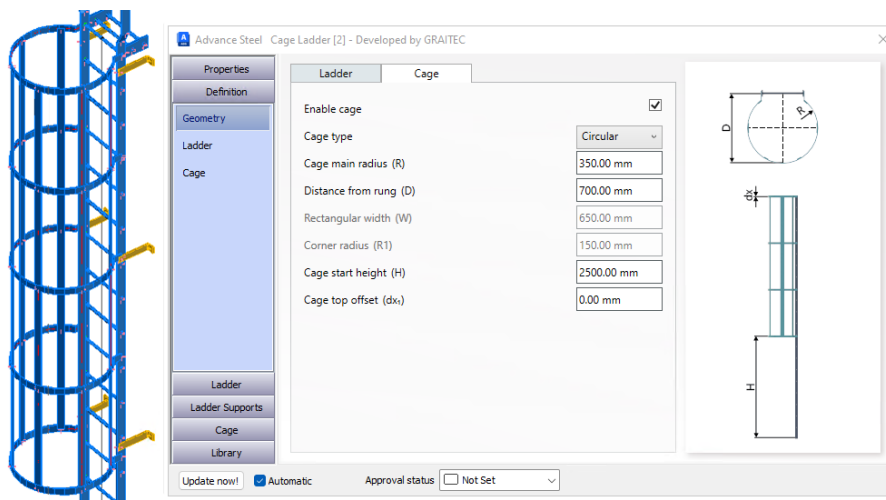 A Advance Steel Cage Ladder [2] - Developed by GRAITEC
Properties
Definition
Geometry
Ladder
Cage
Ladder
Ladder Supports
Cage
Library
Ladder Cage
Enable cage
Cage type Circular
Cage main radius (R) 350.00 mm
Distance from rung (D) 700.00 mm
Rectangular width (W) 650.00 mm
Corner radius (R1) 150.00 mm
Cage start height (H) 2500.00 mm
Cage top offset (dx₁) 0.00 mm
D
R
dx
H
Update now! Automatic Approval status Not Set